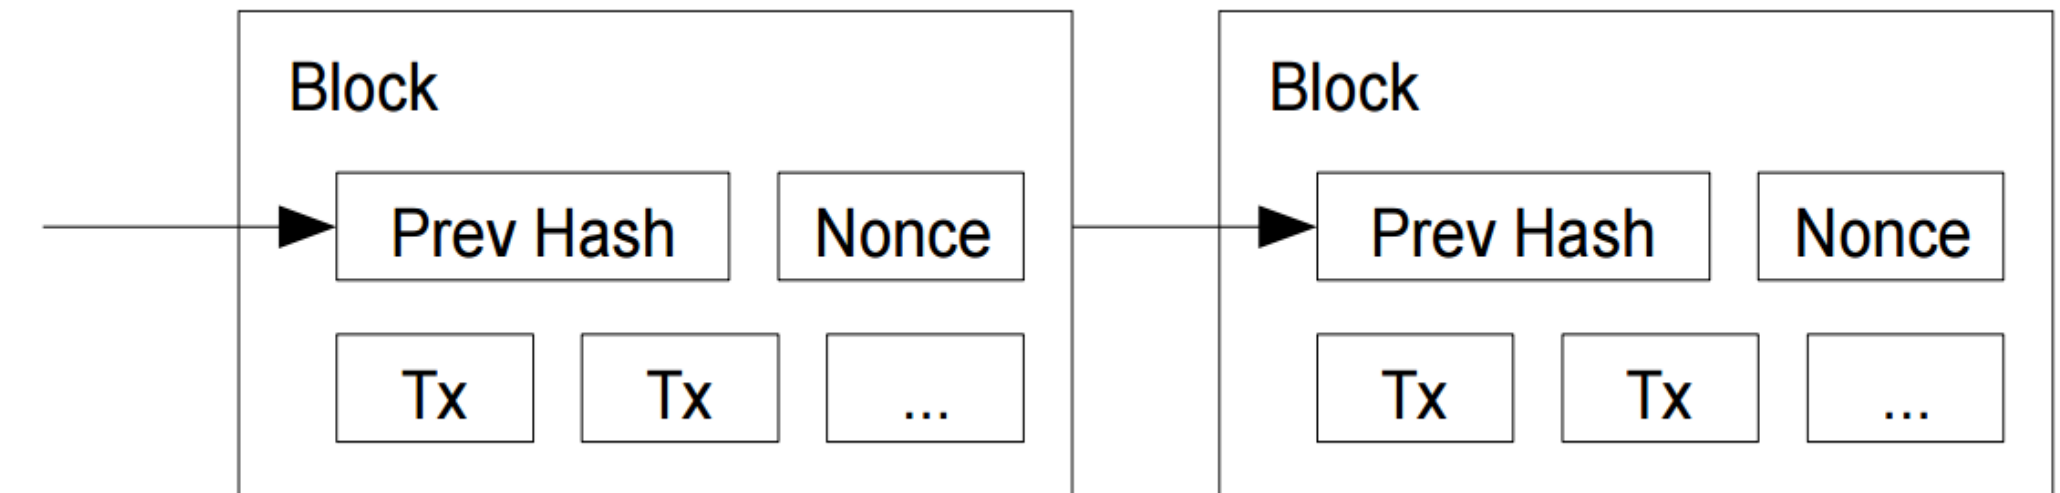 Block Block
Prev Hash Nonce Prev Hash Nonce
Tx Tx ... Tx Tx ...